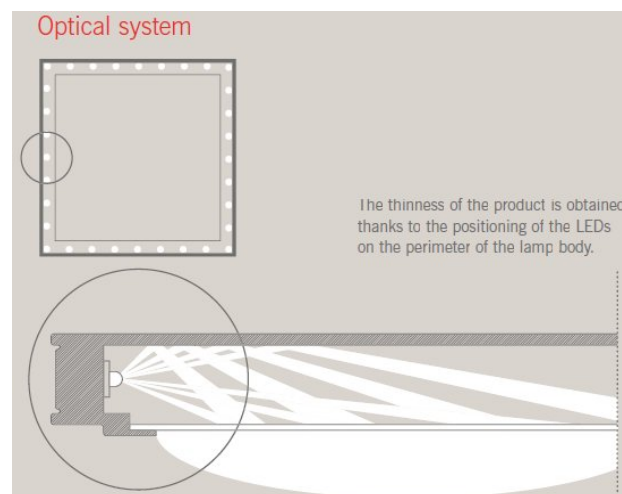 Optical system
The thinness of the product is obtained
thanks to the positioning of the LEDs
on the perimeter of the lamp body.